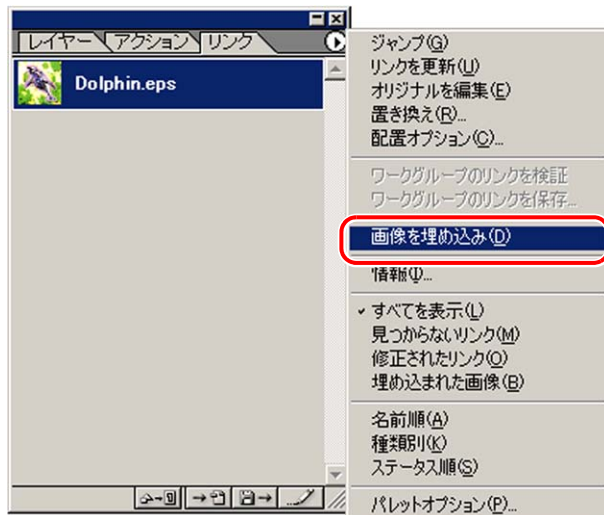 レイヤー アクション リンク
Dolphin.eps
ジャンプ(G)
リンクを更新(U)
オリジナルを編集(E)
置き換え(R)...
配置オプション(C)...
ワークグループのリンクを検証
ワークグループのリンクを保存...
画像を埋め込み(D)
情報(I)...
すべてを表示(L)
見つからないリンク(M)
修正されたリンク(O)
埋め込まれた画像(B)
名前順(A)
種類別(K)
ステータス順(S)
パレットオプション(P)...